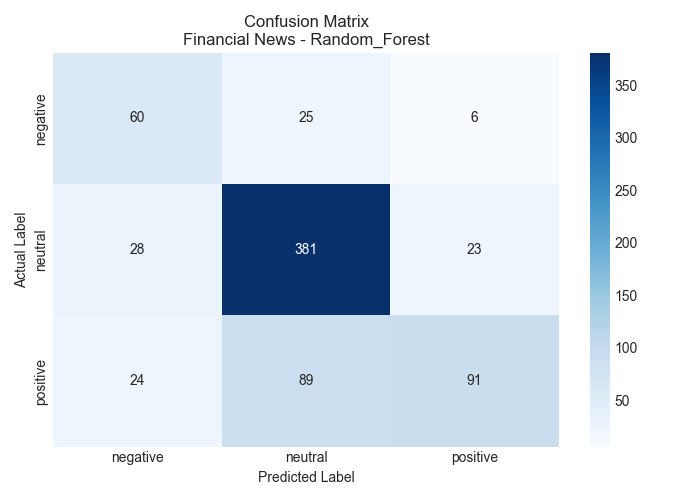 Confusion Matrix
Financial News - Random_Forest
Actual Label
negative
neutral
positive
60 25 6
28 381 23
24 89 91
negative neutral positive
Predicted Label
350
300
250
200
150
100
50